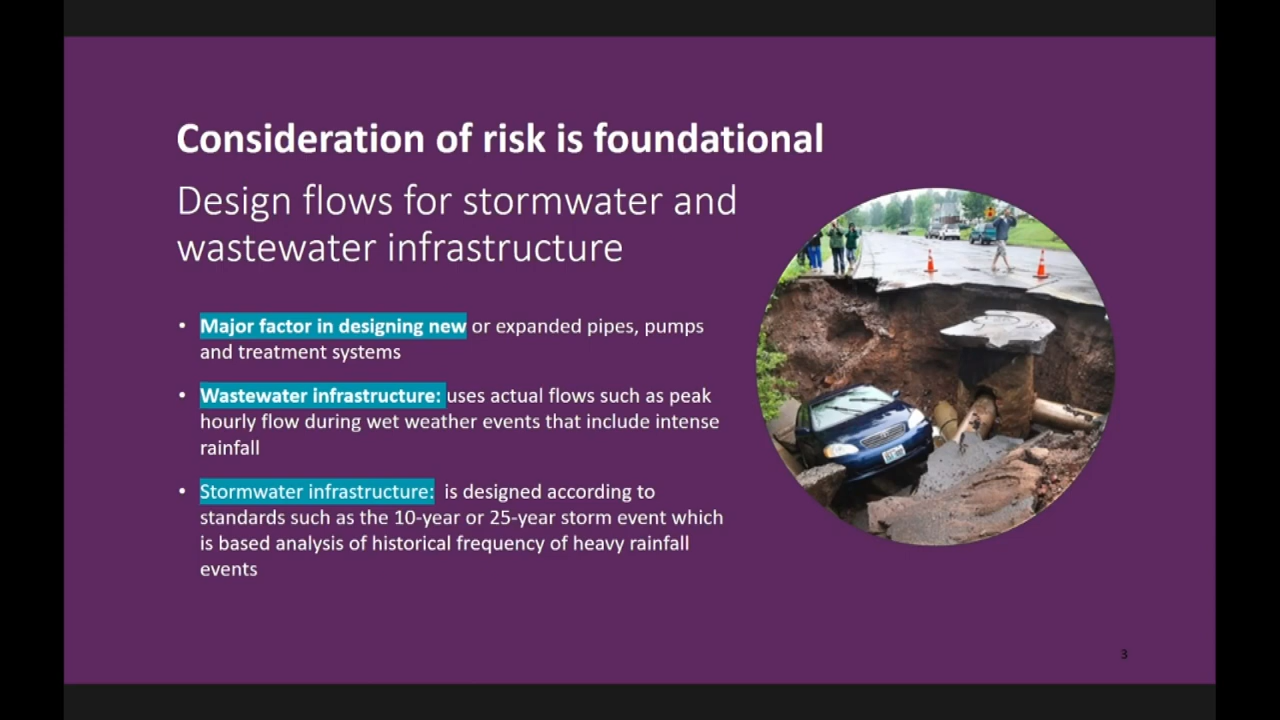 Consideration of risk is foundational
Design flows for stormwater and
wastewater infrastructure
• Major factor in designing new or expanded pipes, pumps
and treatment systems
• Wastewater infrastructure: uses actual flows such as peak
hourly flow during wet weather events that include intense
rainfall
• Stormwater infrastructure: is designed according to
standards such as the 10-year or 25-year storm event which
is based analysis of historical frequency of heavy rainfall
events
3